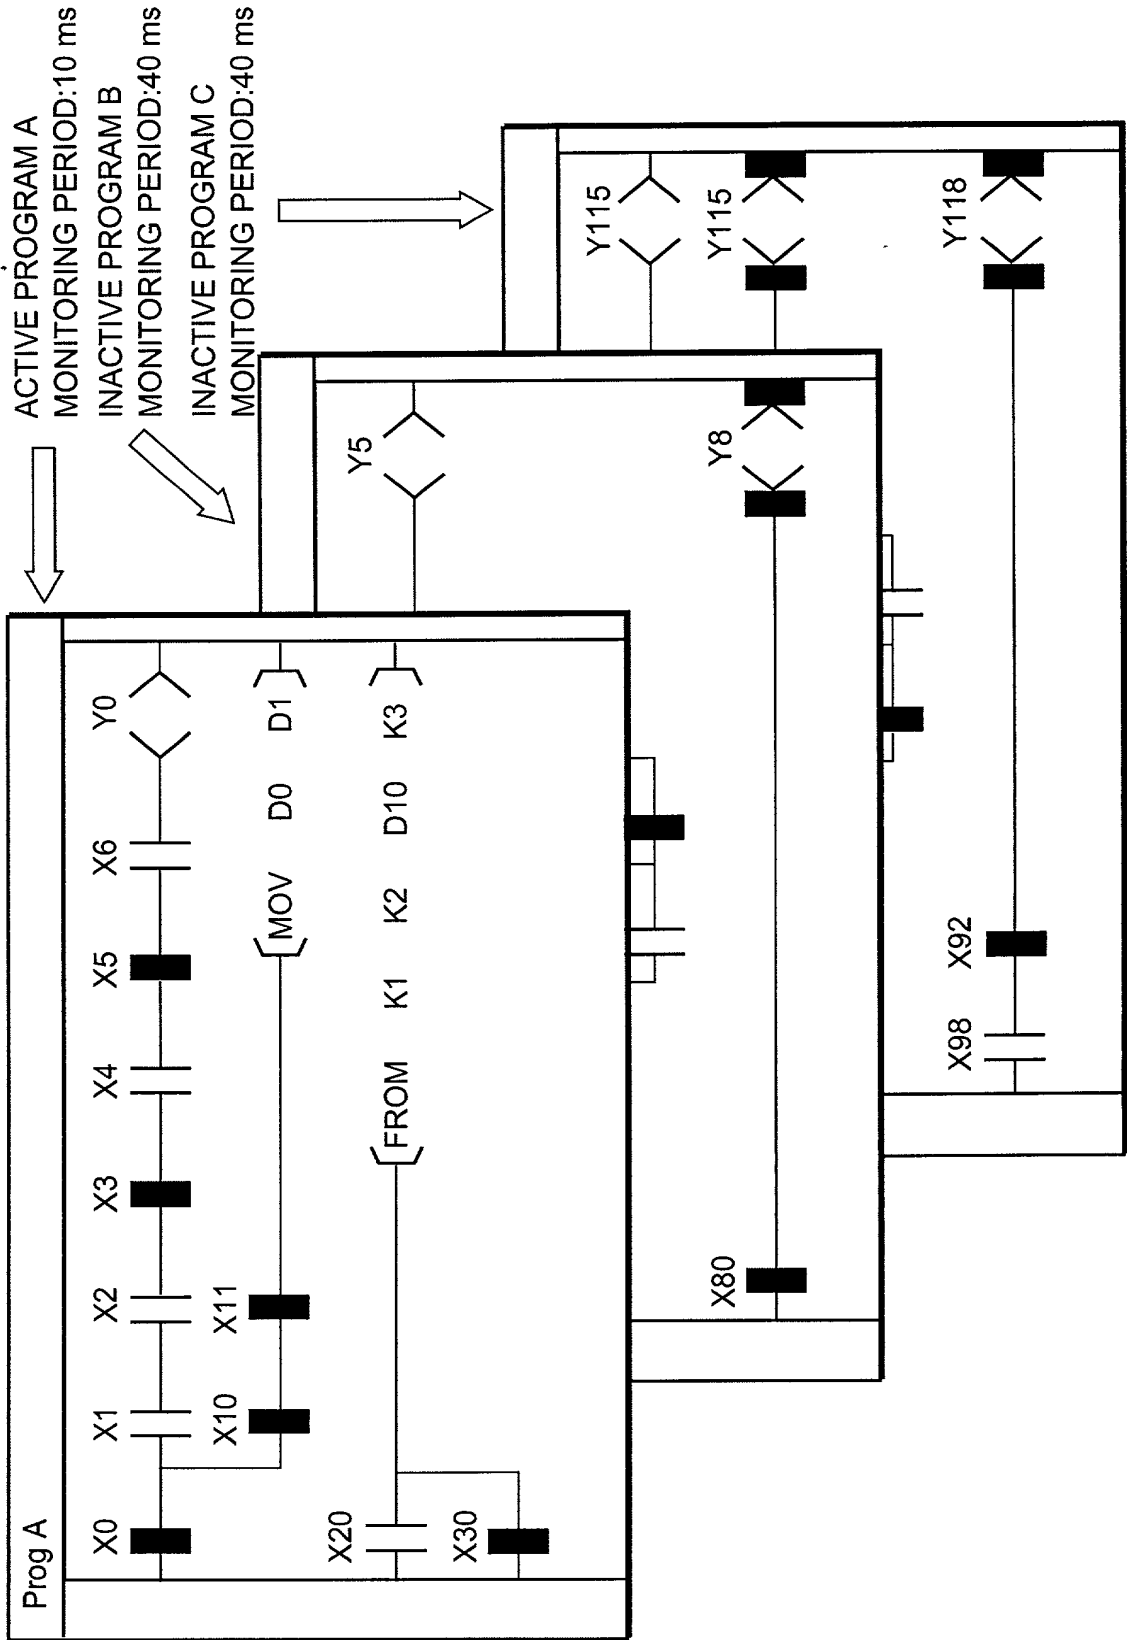 ACTIVE PROGRAM A
MONITORING PERIOD:10 ms
INACTIVE PROGRAM B
MONITORING PERIOD:40 ms
INACTIVE PROGRAM C
MONITORING PERIOD:40 ms
Prog A
X0 X1 X2 X3 X4 X5 X6 Y0
X10 X11 MOV D0 D1
X20 FROM K1 K2 D10 K3
X30
Y5
X80 Y8
Y115
Y115
X98 X92 Y118